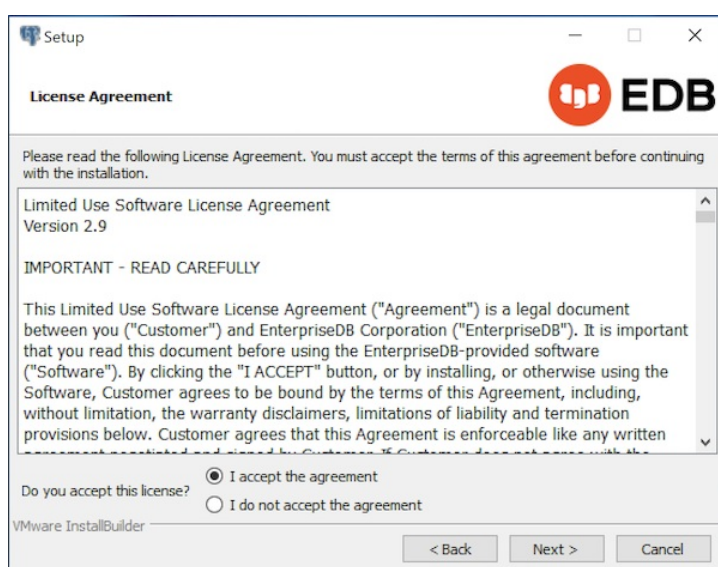 Setup
License Agreement
EDB
Please read the following License Agreement. You must accept the terms of this agreement before continuing
with the installation.
Limited Use Software License Agreement
Version 2.9
IMPORTANT - READ CAREFULLY
This Limited Use Software License Agreement ("Agreement") is a legal document
between you ("Customer") and EnterpriseDB Corporation ("EnterpriseDB"). It is important
that you read this document before using the EnterpriseDB-provided software
("Software"). By clicking the "I ACCEPT" button, or by installing, or otherwise using the
Software, Customer agrees to be bound by the terms of this Agreement, including,
without limitation, the warranty disclaimers, limitations of liability and termination
provisions below. Customer agrees that this Agreement is enforceable like any written
Do you accept this license?
I accept the agreement
I do not accept the agreement
VMware InstallBuilder
< Back
Next >
Cancel